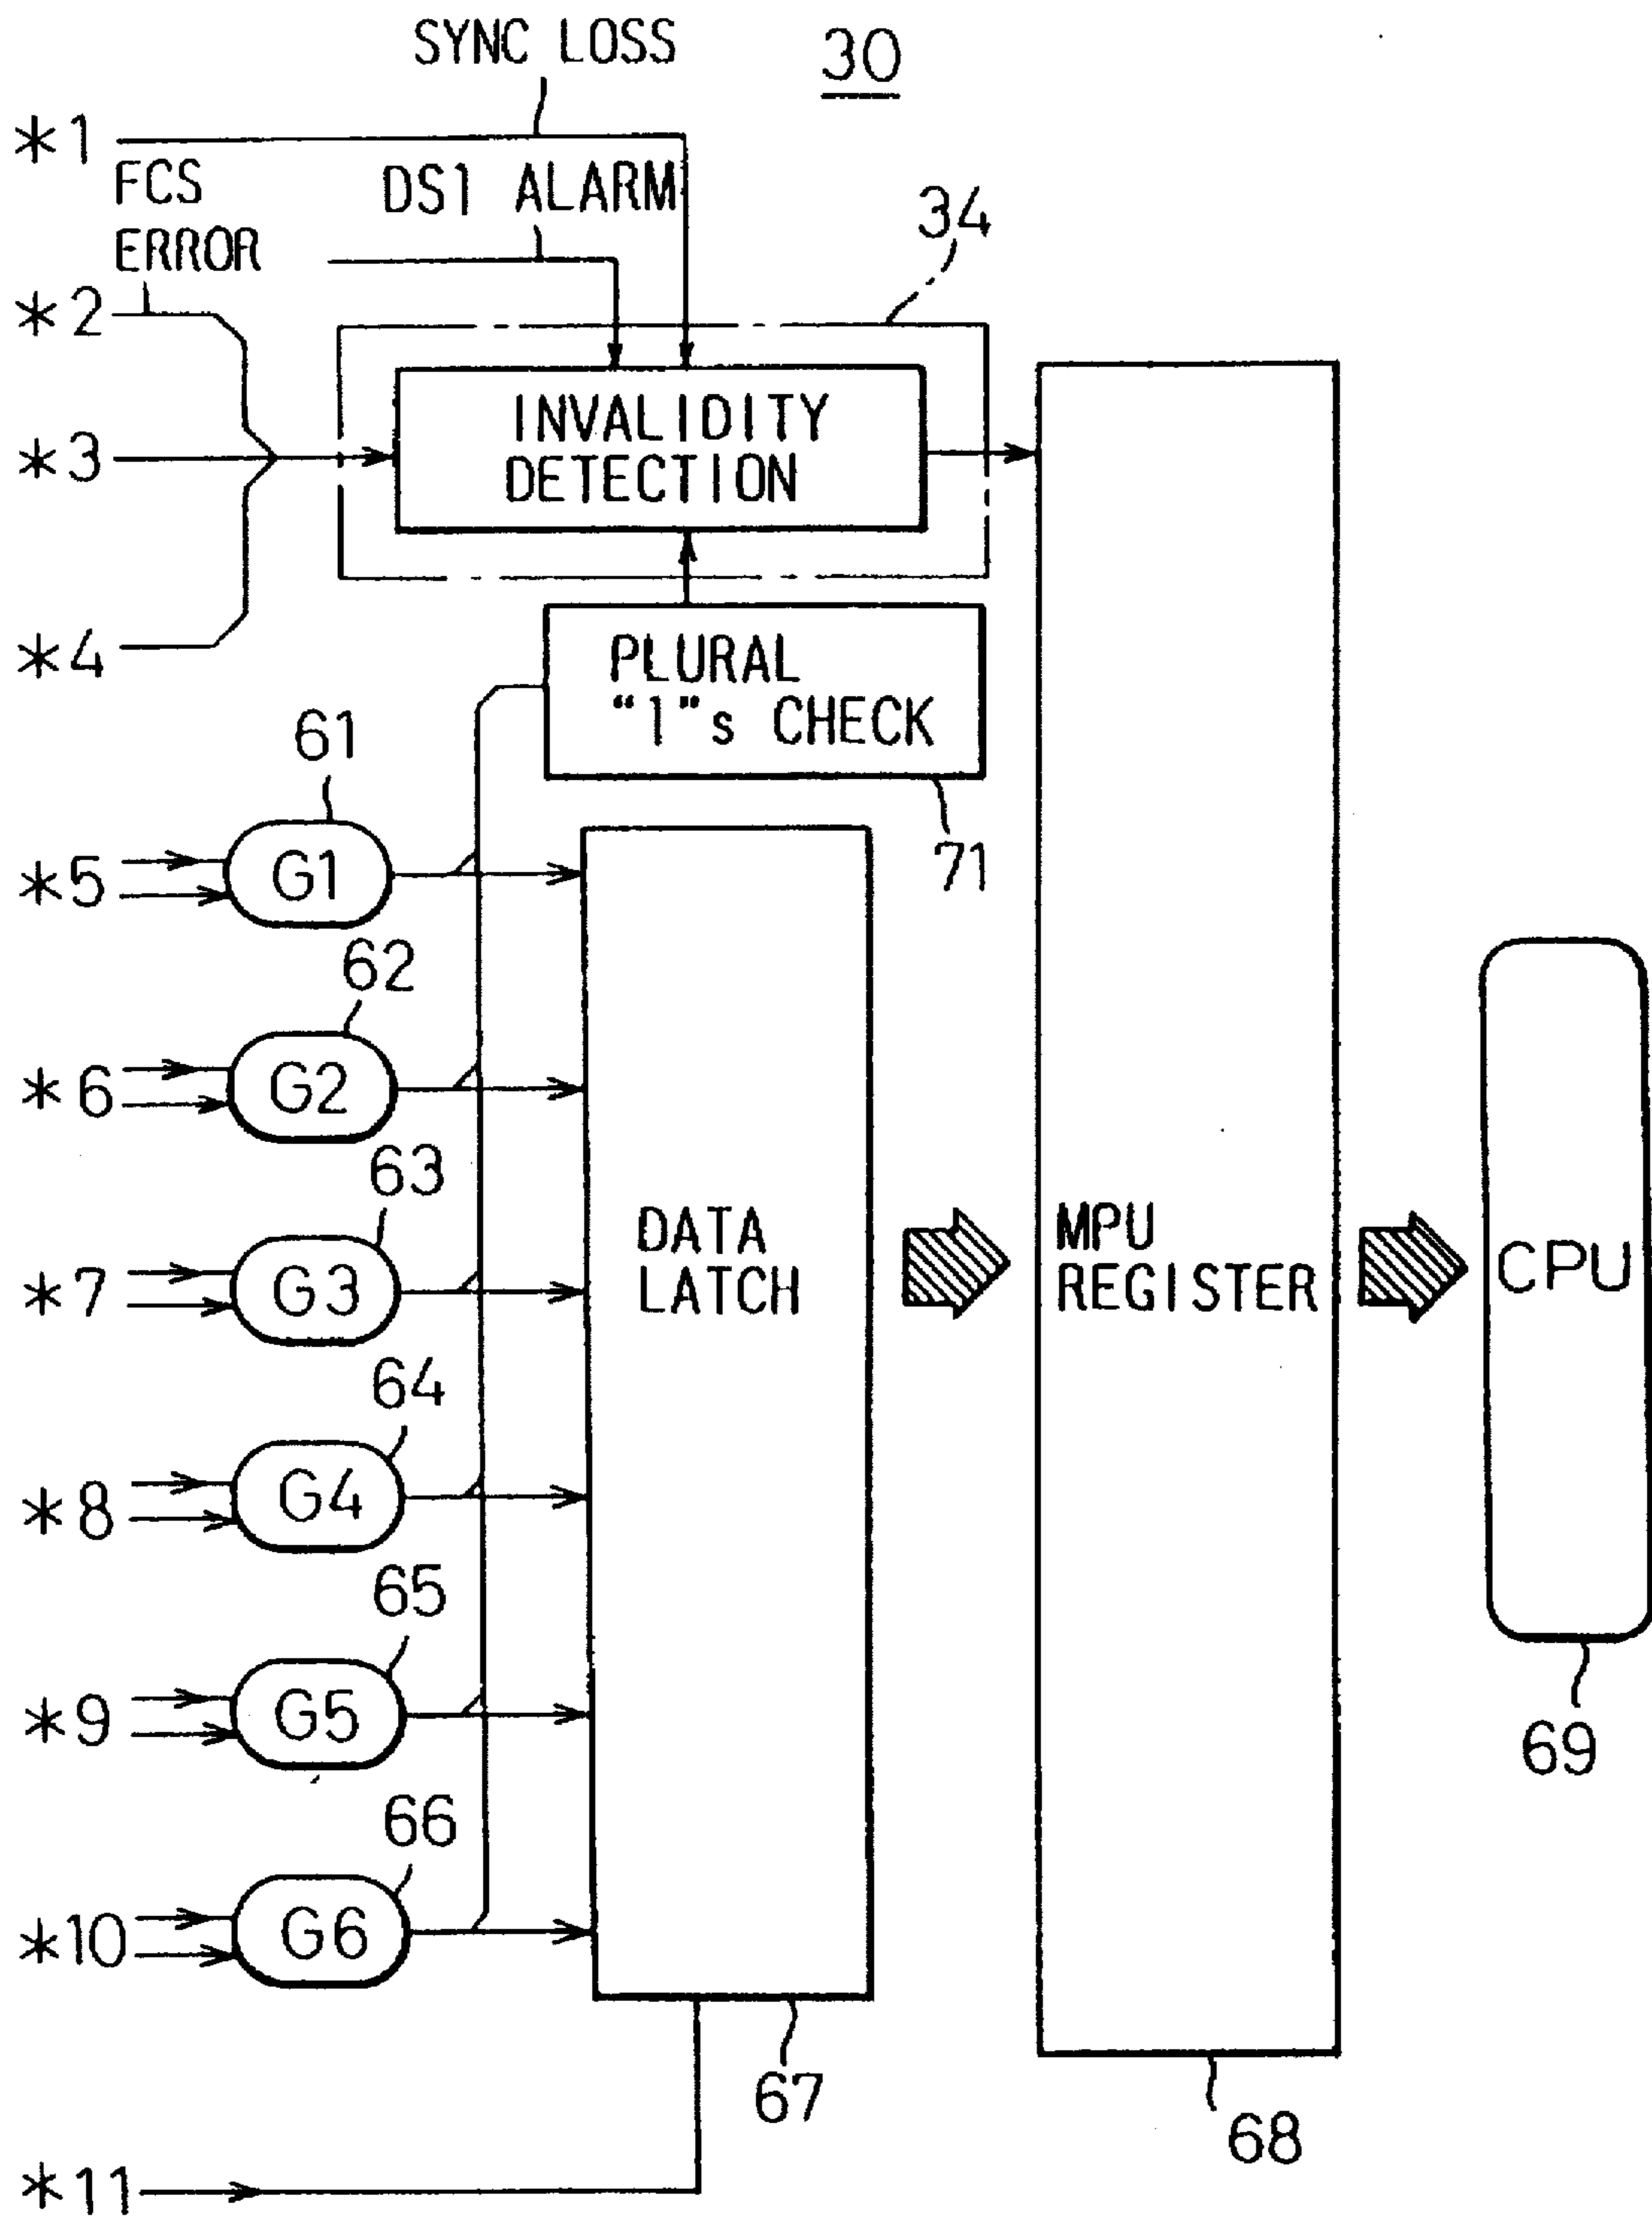 SYNC LOSS
30
*1
FCS
ERROR
DS1 ALARM
34
*2
INVALIDITY
DETECTION
*3
*4
PLURAL
"1"s CHECK
61
71
*5
G1
62
*6
G2
63
*7
G3
DATA
LATCH
MPU
REGISTER
CPU
64
*8
G4
65
*9
G5
69
66
*10
G6
67
68
*11